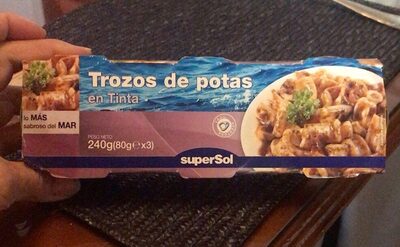 Trozos de potas
en Tinta
lo MÁS
sabroso del MAR
PESO NETO
240g(80g℮x3)
superSol